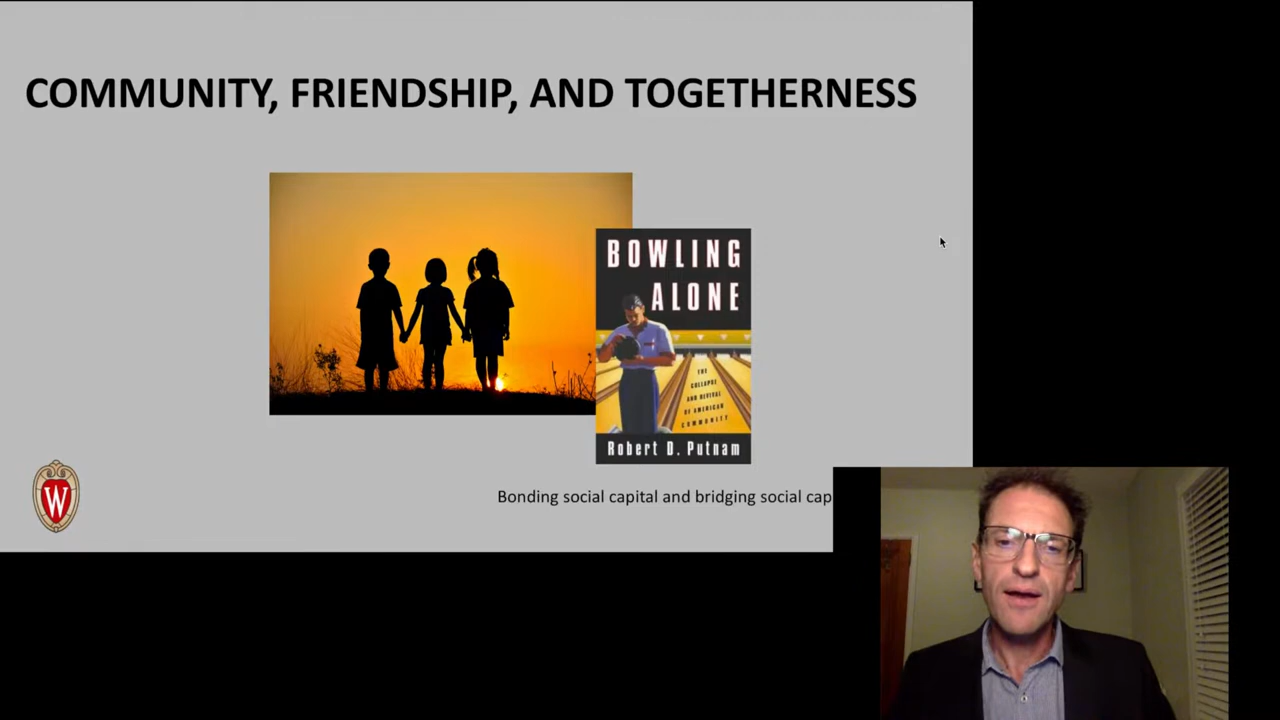 COMMUNITY, FRIENDSHIP, AND TOGETHERNESS
BOWLING
ALONE
THE
COLLAPSE
AND REVIVAL
OF AMERICAN
COMMUNITY
Robert D. Putnam
W
Bonding social capital and bridging social cap